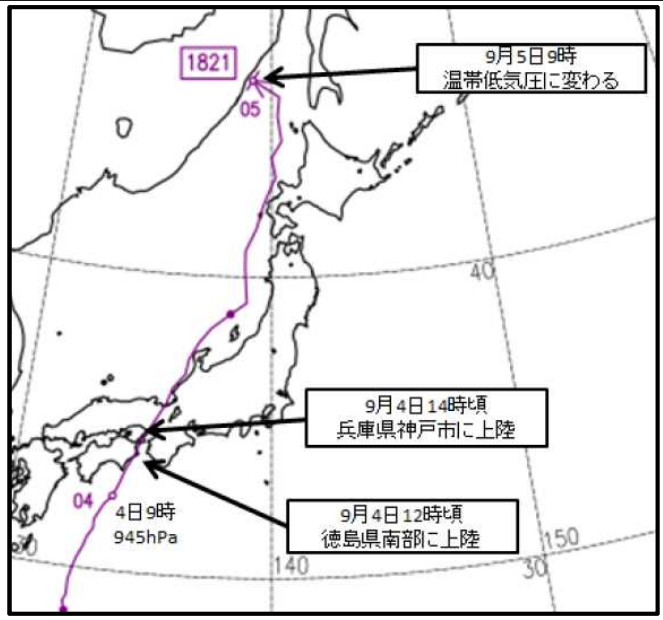 1821
9月5日9時
温帯低気圧に変わる
05
40
9月4日14時頃
兵庫県神戸市に上陸
04
4日9時
945hPa
9月4日12時頃
徳島県南部に上陸
30
140
150
30